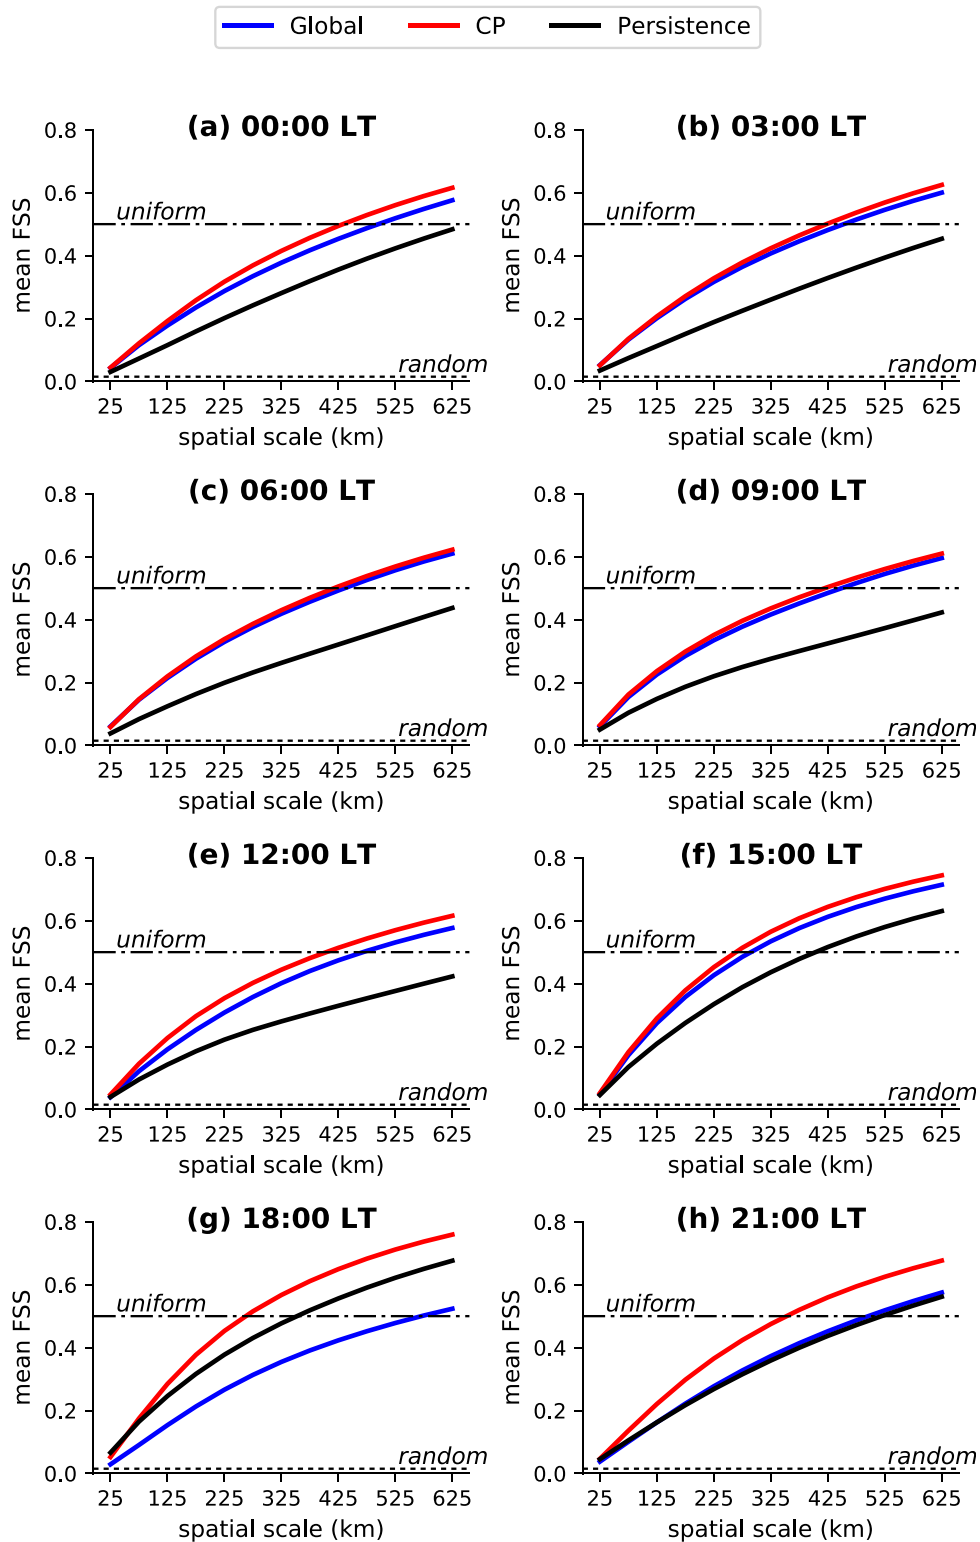 Global CP Persistence
(a) 00:00 LT
0.8
0.6
0.4
0.2
0.0
mean FSS
uniform
random
25 125 225 325 425 525 625
spatial scale (km)
(b) 03:00 LT
0.8
0.6
0.4
0.2
0.0
mean FSS
uniform
random
25 125 225 325 425 525 625
spatial scale (km)
(c) 06:00 LT
0.8
0.6
0.4
0.2
0.0
mean FSS
uniform
random
25 125 225 325 425 525 625
spatial scale (km)
(d) 09:00 LT
0.8
0.6
0.4
0.2
0.0
mean FSS
uniform
random
25 125 225 325 425 525 625
spatial scale (km)
(e) 12:00 LT
0.8
0.6
0.4
0.2
0.0
mean FSS
uniform
random
25 125 225 325 425 525 625
spatial scale (km)
(f) 15:00 LT
0.8
0.6
0.4
0.2
0.0
mean FSS
uniform
random
25 125 225 325 425 525 625
spatial scale (km)
(g) 18:00 LT
0.8
0.6
0.4
0.2
0.0
mean FSS
uniform
random
25 125 225 325 425 525 625
spatial scale (km)
(h) 21:00 LT
0.8
0.6
0.4
0.2
0.0
mean FSS
uniform
random
25 125 225 325 425 525 625
spatial scale (km)